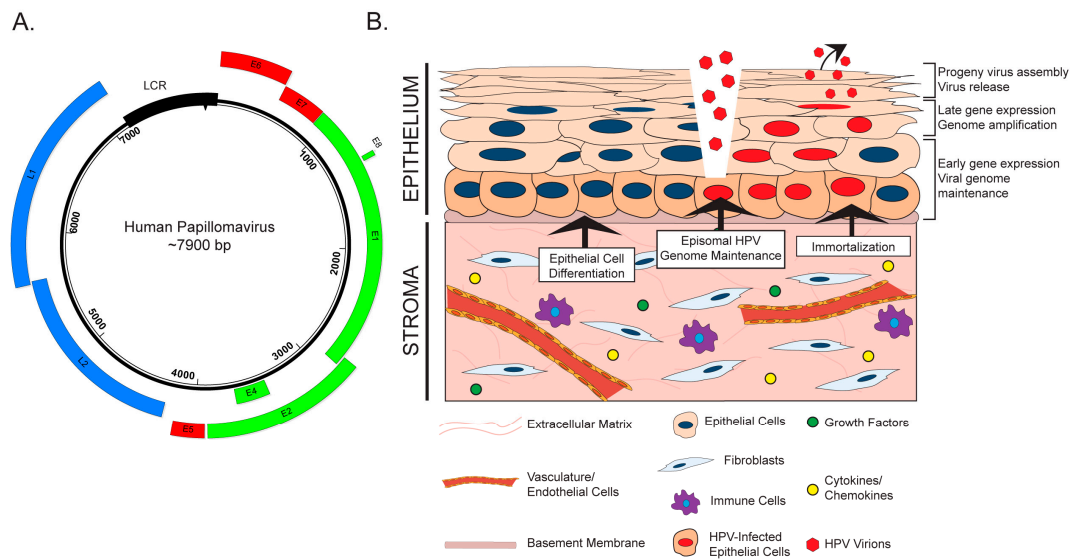 A.
LCR
E6
E7
E8
E1
E2
E4
E5
L2
L1
1000
2000
3000
4000
5000
6000
7000
Human Papillomavirus
~7900 bp
B.
EPITHELIUM
STROMA
Progeny virus assembly
Virus release
Late gene expression
Genome amplification
Early gene expression
Viral genome
maintenance
Epithelial Cell
Differentiation
Episomal HPV
Genome Maintenance
Immortalization
Extracellular Matrix
Epithelial Cells
Growth Factors
Fibroblasts
Vasculature/
Endothelial Cells
Cytokines/
Chemokines
Immune Cells
Basement Membrane
HPV-Infected
Epithelial Cells
HPV Virions